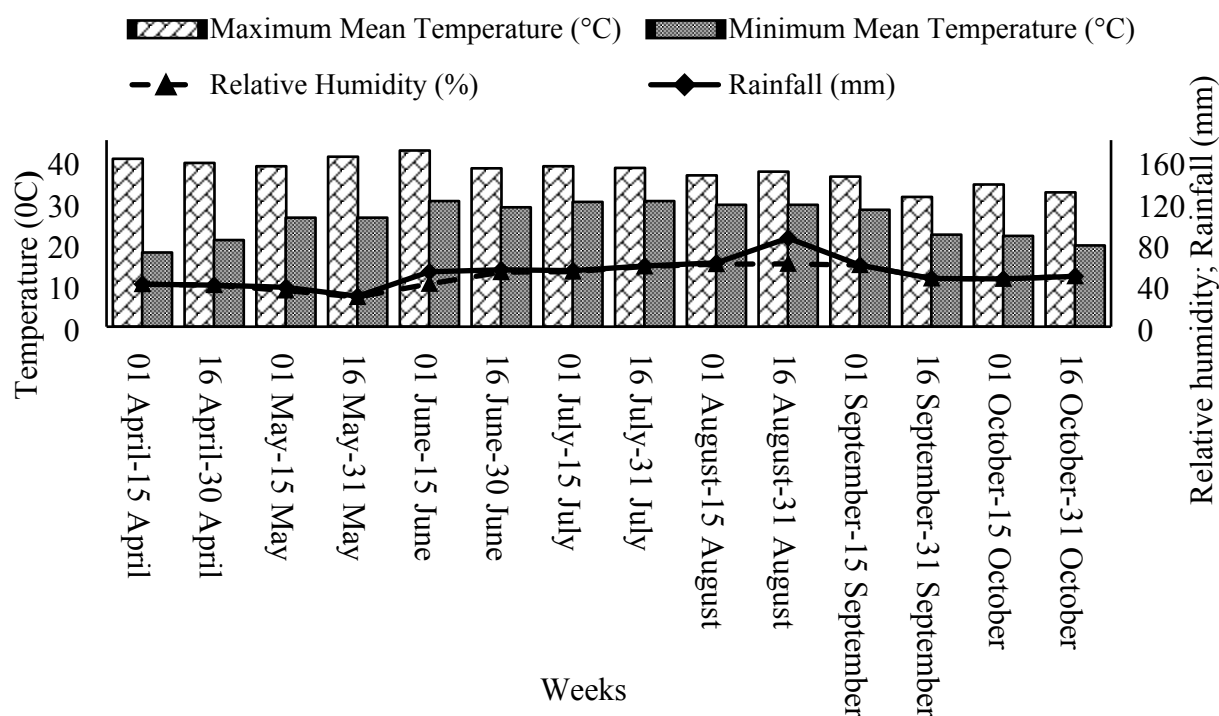 Maximum Mean Temperature (°C)
Minimum Mean Temperature (°C)
Relative Humidity (%)
Rainfall (mm)
Temperature (0C)
40
30
20
10
0
160
120
80
40
0
Relative humidity; Rainfall (mm)
01 April-15 April
16 April-30 April
01 May-15 May
16 May-31 May
01 June-15 June
16 June-30 June
01 July-15 July
16 July-31 July
01 August-15 August
16 August-31 August
01 September-15 September
16 September-31 September
01 October-15 October
16 October-31 October
Weeks